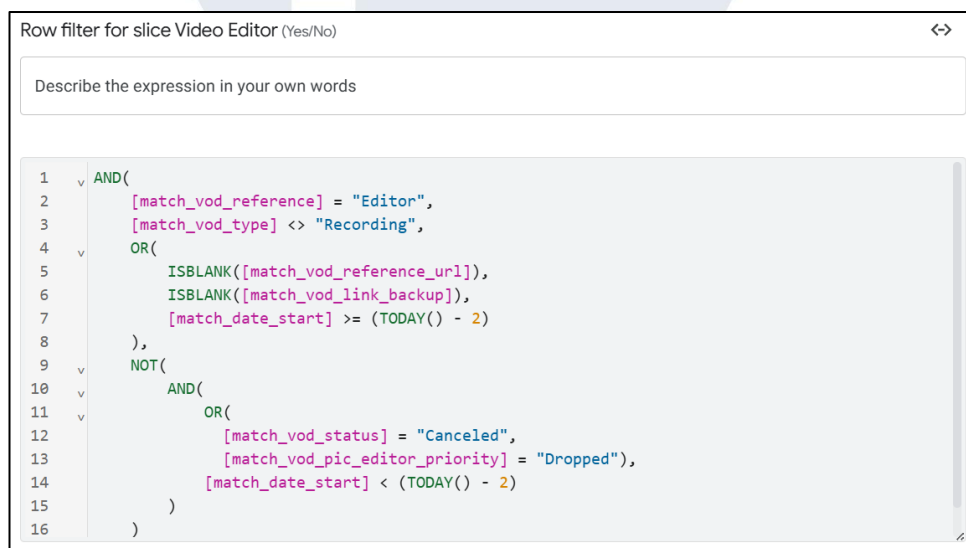 Row filter for slice Video Editor (Yes/No)
Describe the expression in your own words
1 AND(
2 [match_vod_reference] = "Editor",
3 [match_vod_type] <> "Recording",
4 OR(
5 ISBLANK([match_vod_reference_url]),
6 ISBLANK([match_vod_link_backup]),
7 [match_date_start] >= (TODAY() - 2)
8 ),
9 NOT(
10 AND(
11 OR(
12 [match_vod_status] = "Canceled",
13 [match_vod_pic_editor_priority] = "Dropped"),
14 [match_date_start] < (TODAY() - 2)
15 )
16 )